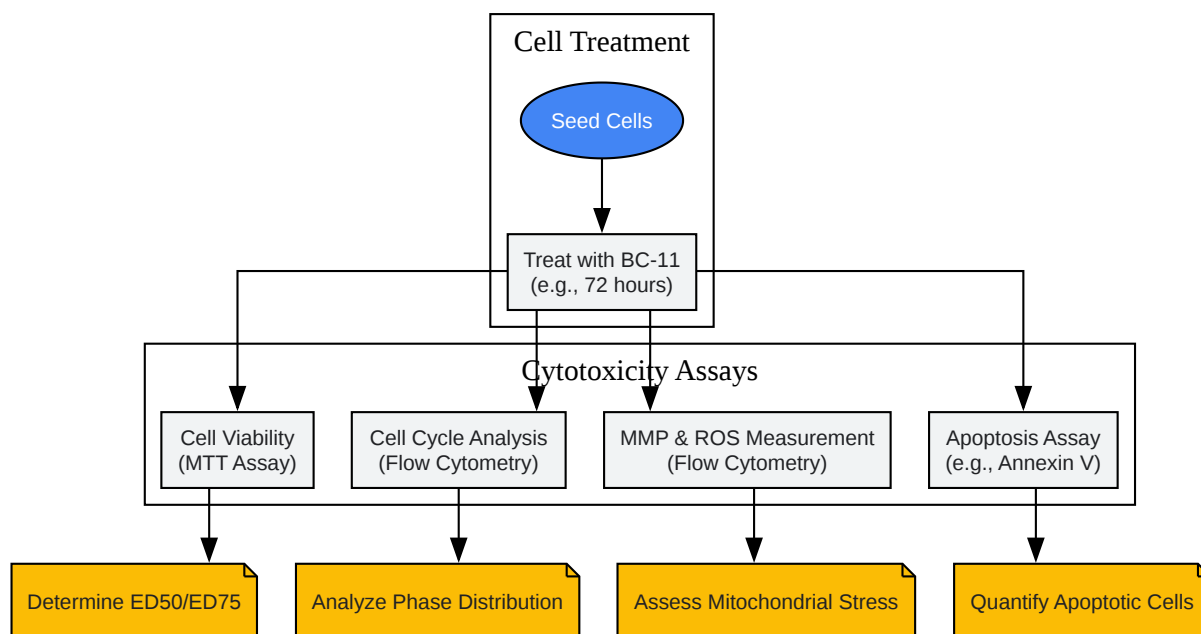 Cell Treatment
Seed Cells
Treat with BC-11
(e.g., 72 hours)
Cytotoxicity Assays
Cell Viability
(MTT Assay)
Cell Cycle Analysis
(Flow Cytometry)
MMP & ROS Measurement
(Flow Cytometry)
Apoptosis Assay
(e.g., Annexin V)
Determine ED50/ED75
Analyze Phase Distribution
Assess Mitochondrial Stress
Quantify Apoptotic Cells